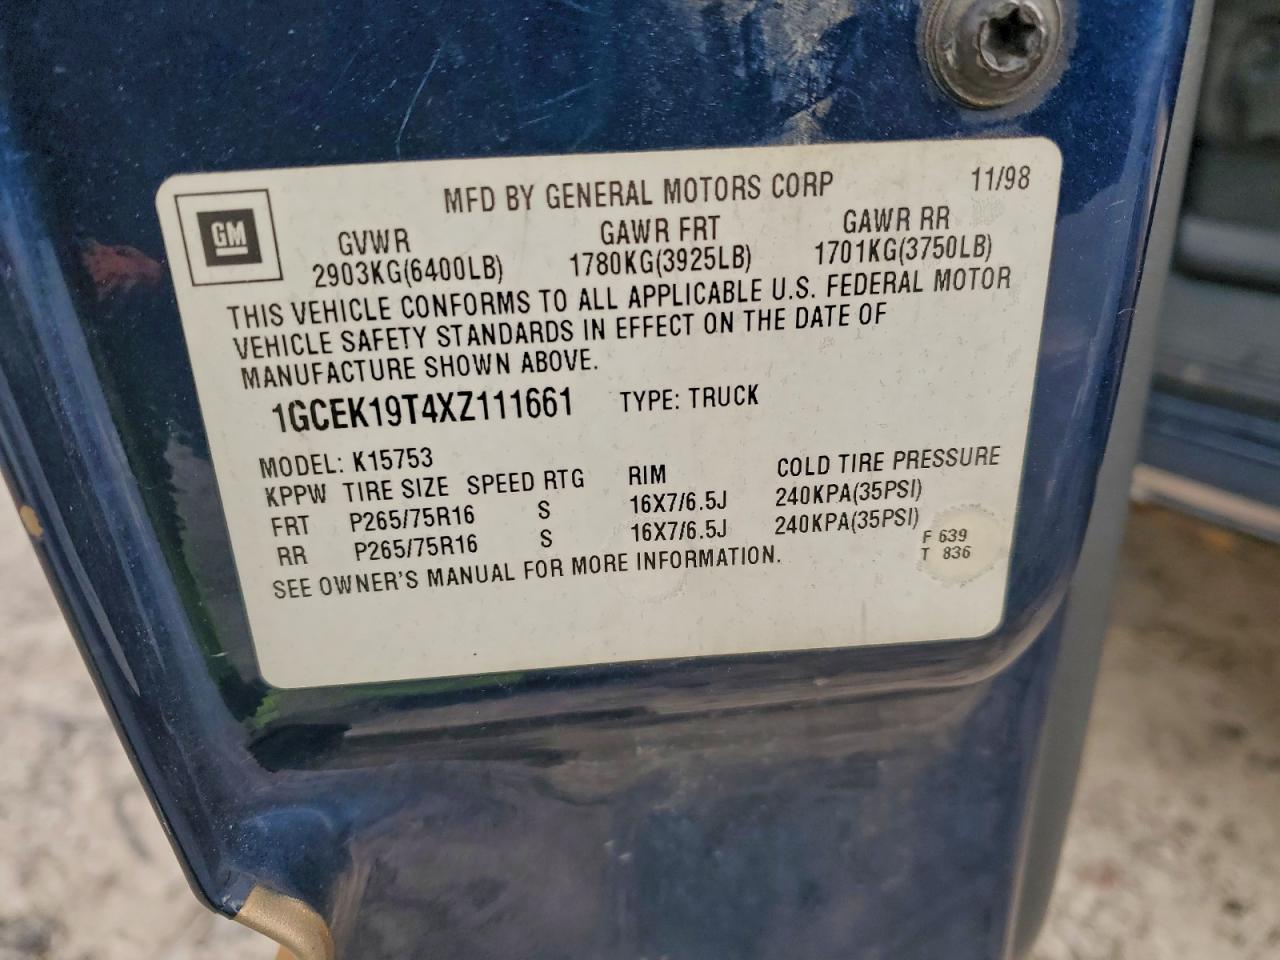 MFD BY GENERAL MOTORS CORP 11/98
GM
GVWR GAWR FRT GAWR RR
2903KG(6400LB) 1780KG(3925LB) 1701KG(3750LB)
THIS VEHICLE CONFORMS TO ALL APPLICABLE U.S. FEDERAL MOTOR
VEHICLE SAFETY STANDARDS IN EFFECT ON THE DATE OF
MANUFACTURE SHOWN ABOVE.
1GCEK19T4XZ111661 TYPE: TRUCK
MODEL: K15753
KPPW TIRE SIZE SPEED RTG RIM COLD TIRE PRESSURE
FRT P265/75R16 S 16X7/6.5J 240KPA(35PSI)
RR P265/75R16 S 16X7/6.5J 240KPA(35PSI)
SEE OWNER'S MANUAL FOR MORE INFORMATION.
F 639
T 836